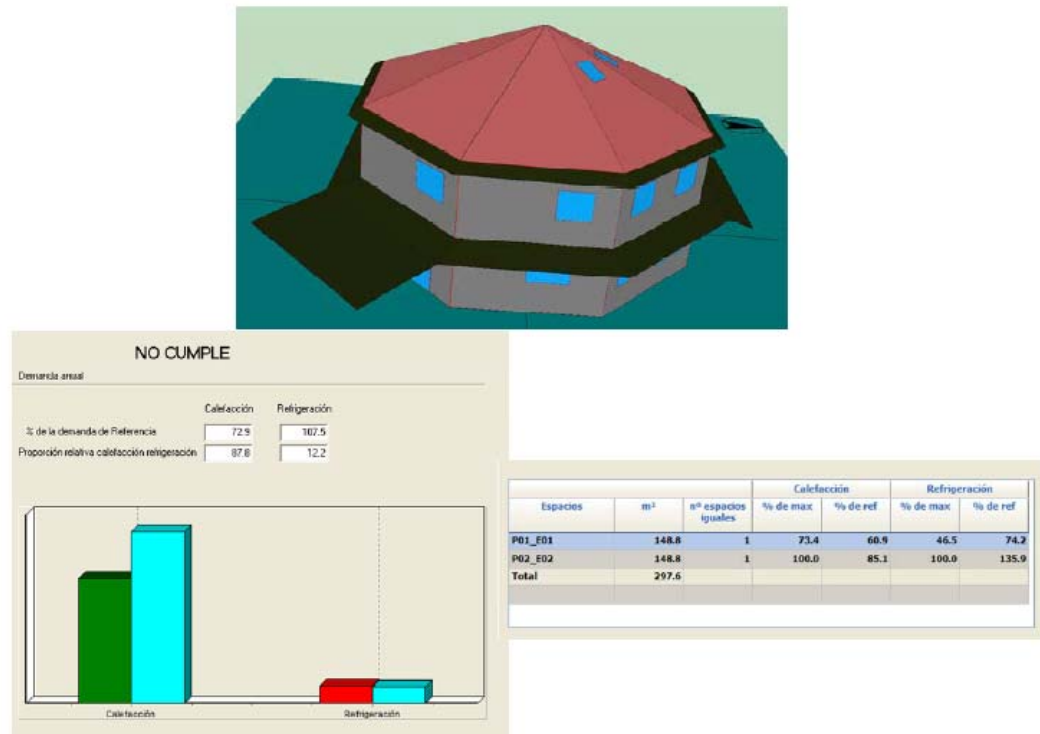 NO CUMPLE
Demanda anual
Calefacción Refrigeración
% de la demanda de Referencia 72.9 107.5
Proporción relativa calefacción refrigeración 87.8 12.2
Calefacción Refrigeración
Calefacción Refrigeración
Espacios m² nº espacios iguales % de max % de ref % de max % de ref
P01_E01 148.8 1 73.4 60.9 46.5 74.2
P02_E02 148.8 1 100.0 85.1 100.0 135.9
Total 297.6